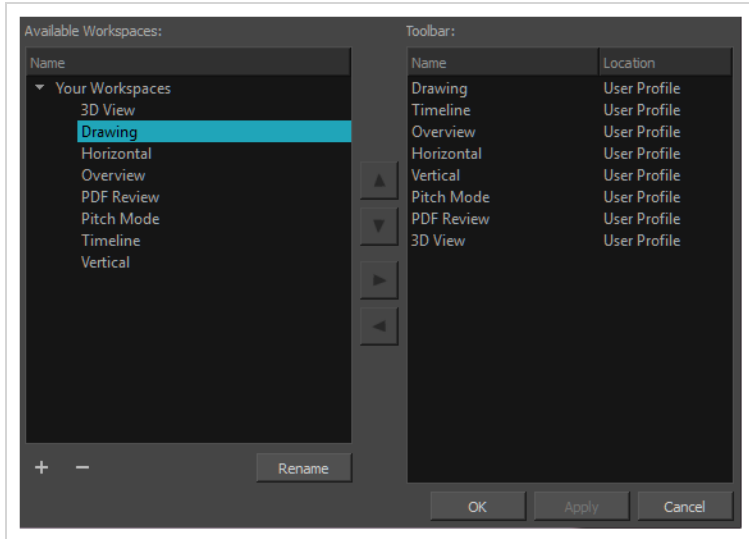 Available Workspaces:
Name
Your Workspaces
3D View
Drawing
Horizontal
Overview
PDF Review
Pitch Mode
Timeline
Vertical
Rename
Toolbar:
Name Location
Drawing User Profile
Timeline User Profile
Overview User Profile
Horizontal User Profile
Vertical User Profile
Pitch Mode User Profile
PDF Review User Profile
3D View User Profile
OK Apply Cancel